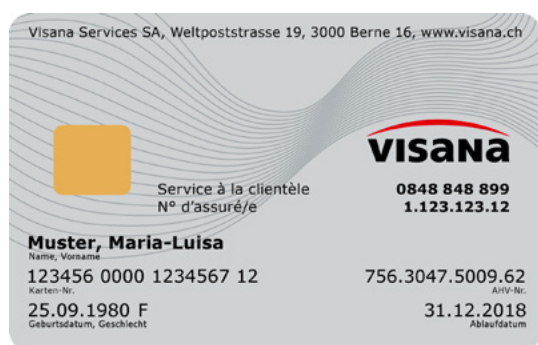 Visana Services SA, Weltpoststrasse 19, 3000 Berne 16, www.visana.ch
visana
Service à la clientèle 0848 848 899
N° d'assuré/e 1.123.123.12
Muster, Maria-Luisa
Name, Vorname
123456 0000 1234567 12 756.3047.5009.62
Karten-Nr. AHV-Nr.
25.09.1980 F 31.12.2018
Geburtsdatum, Geschlecht Ablaufdatum